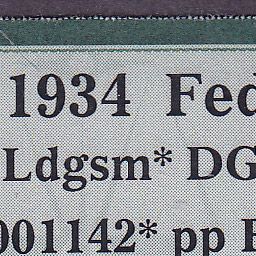 1934 Fed
Ldgsm* DG
001142* pp